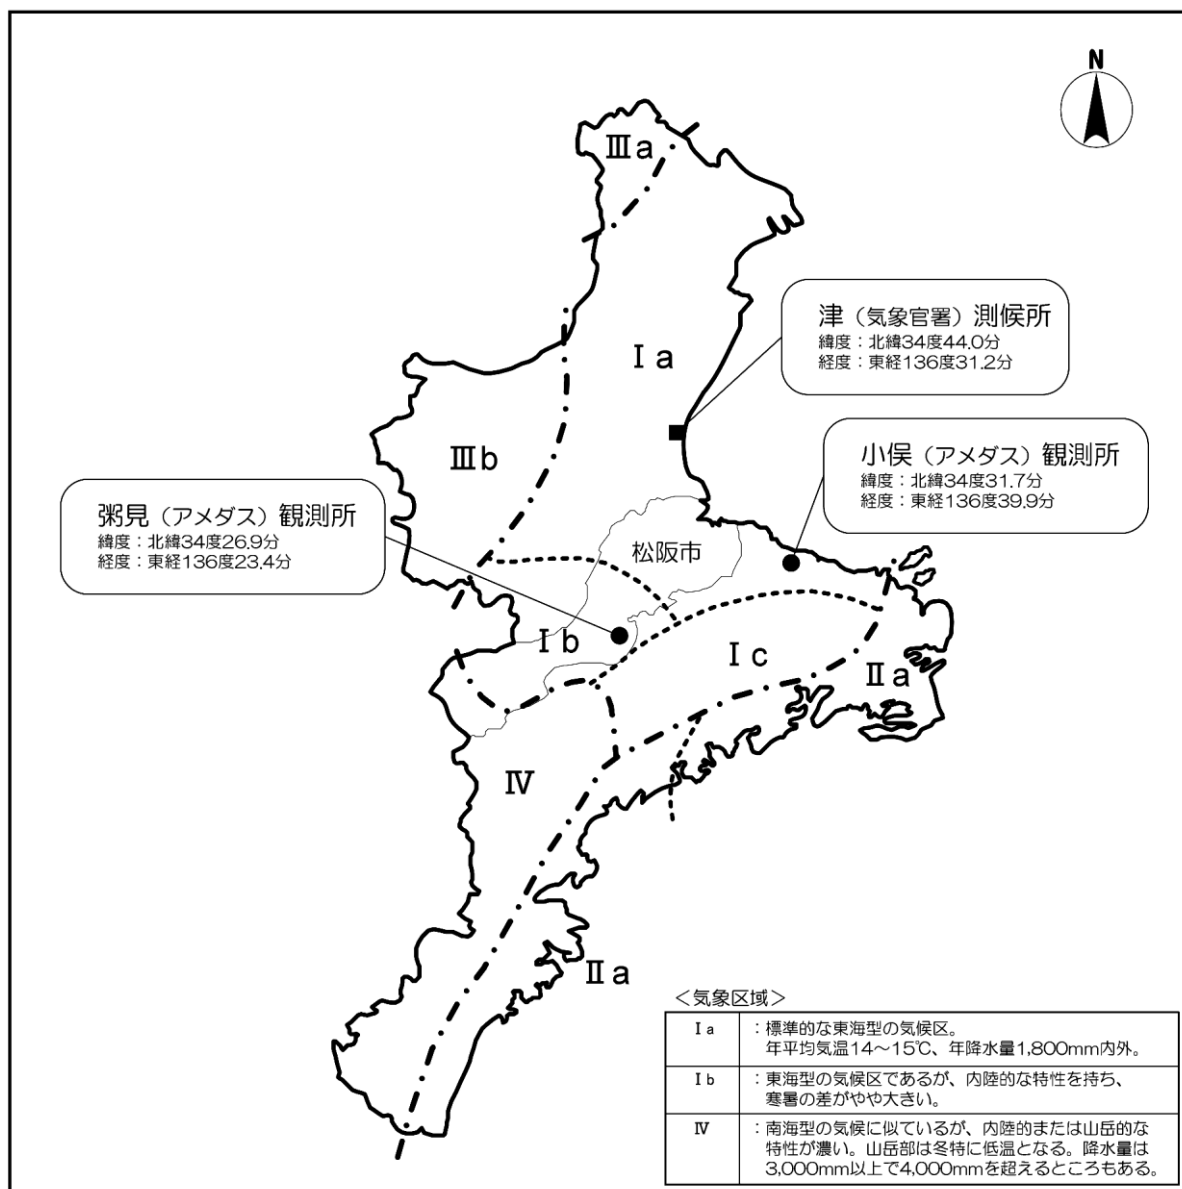 N
Ⅲa
津（気象官署）測候所
緯度：北緯34度44.0分
経度：東経136度31.2分
Ⅰa
小俣（アメダス）観測所
緯度：北緯34度31.7分
経度：東経136度39.9分
Ⅲb
粥見（アメダス）観測所
緯度：北緯34度26.9分
経度：東経136度23.4分
松阪市
Ⅰb
Ⅰc
Ⅱa
Ⅳ
Ⅱa
＜気象区域＞
Ⅰa ：標準的な東海型の気候区。
年平均気温14～15℃、年降水量1,800mm内外。
Ⅰb ：東海型の気候区であるが、内陸的な特性を持ち、
寒暑の差がやや大きい。
Ⅳ ：南海型の気候に似ているが、内陸的または山岳的な
特性が濃い。山岳部は冬特に低温となる。降水量は
3,000mm以上で4,000mmを超えるところもある。